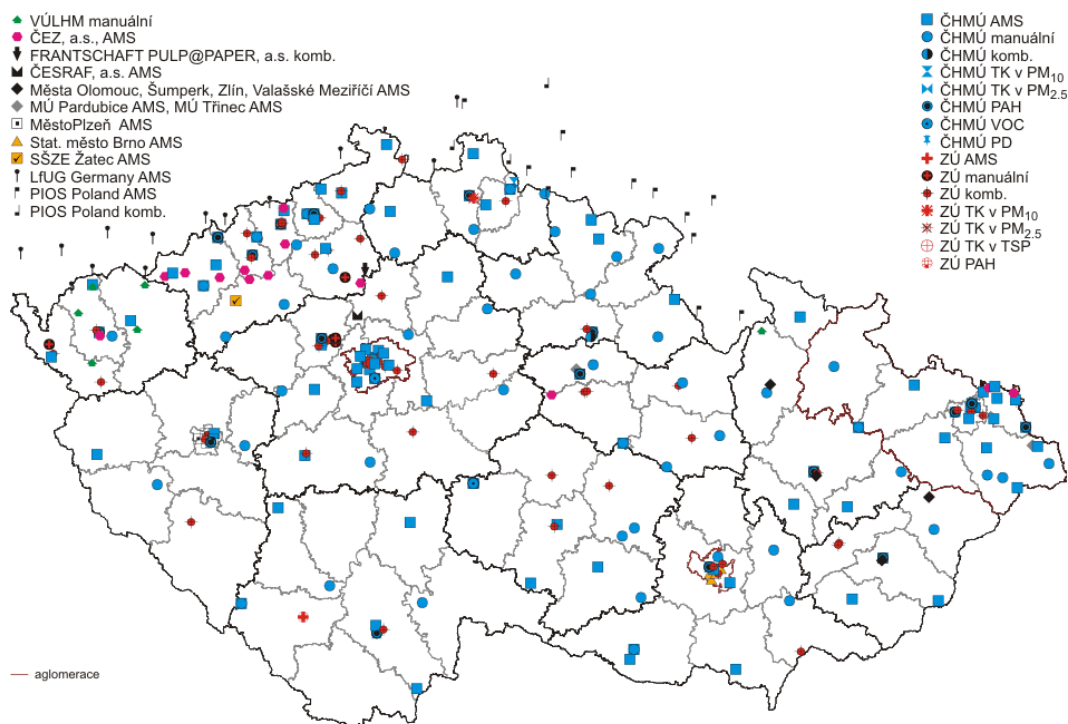 VÚLHM manuální
ČEZ, a.s., AMS
FRANTSCHAFT PULP@PAPER, a.s. komb.
ČESRAF, a.s. AMS
Města Olomouc, Šumperk, Zlín, Valašské Meziříčí AMS
MÚ Pardubice AMS, MÚ Třinec AMS
MěstoPlzeň AMS
Stat. město Brno AMS
SŠZE Žatec AMS
LfUG Germany AMS
PIOS Poland AMS
PIOS Poland komb.
ČHMÚ AMS
ČHMÚ manuální
ČHMÚ komb.
ČHMÚ TK v PM10
ČHMÚ TK v PM2.5
ČHMÚ PAH
ČHMÚ VOC
ČHMÚ PD
ZÚ AMS
ZÚ manuální
ZÚ komb.
ZÚ TK v PM10
ZÚ TK v PM2.5
ZÚ TK v TSP
ZÚ PAH
aglomerace